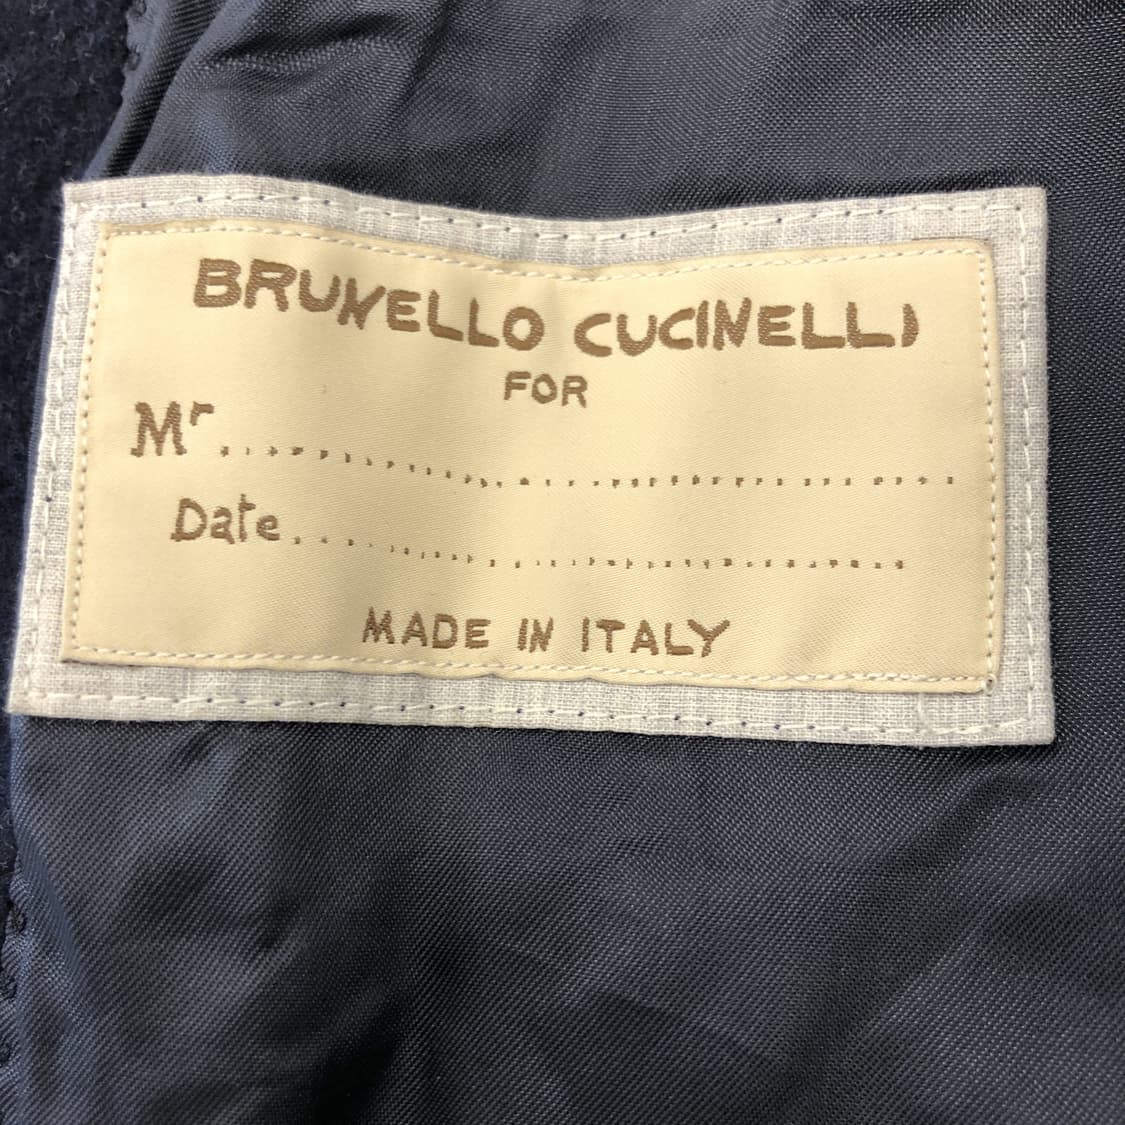 BRUNELLO CUCINELLI
FOR
Mr..............................
Date..............................
MADE IN ITALY